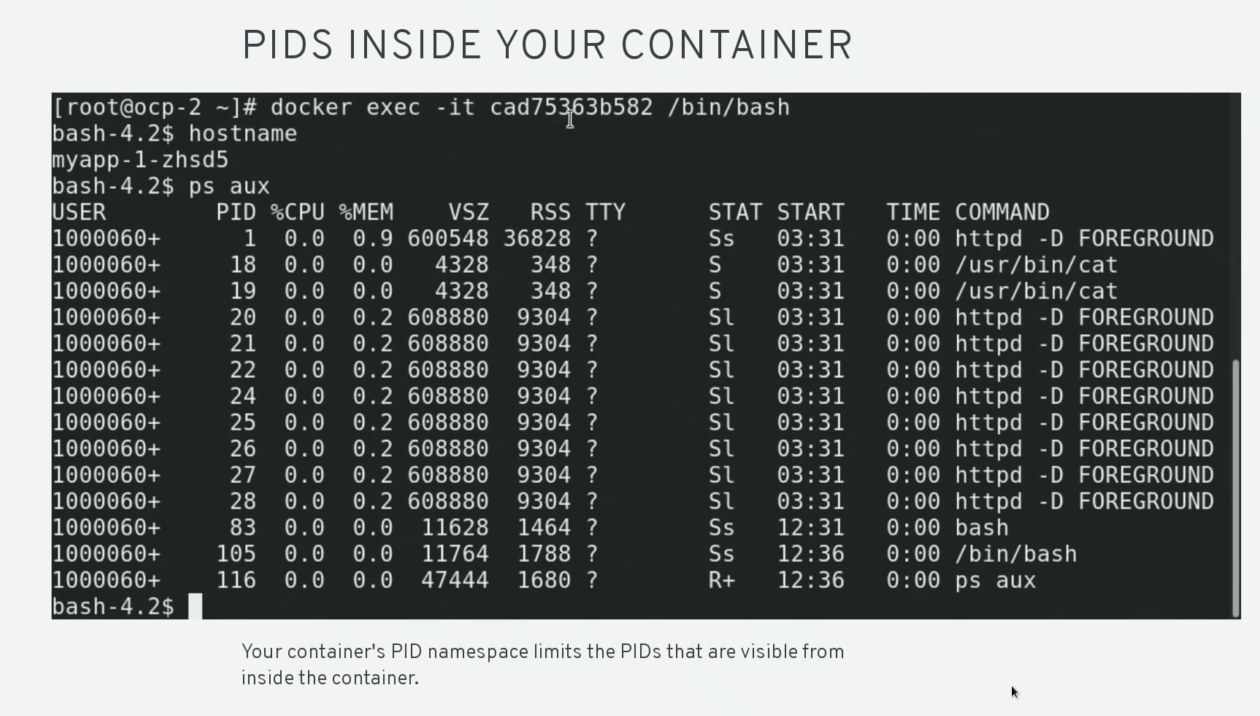 PIDS INSIDE YOUR CONTAINER
[root@ocp-2 ~]# docker exec -it cad75363b582 /bin/bash
bash-4.2$ hostname
myapp-1-zhsd5
bash-4.2$ ps aux
USER PID %CPU %MEM VSZ RSS TTY STAT START TIME COMMAND
1000060+ 1 0.0 0.9 600548 36828 ? Ss 03:31 0:00 httpd -D FOREGROUND
1000060+ 18 0.0 0.0 4328 348 ? S 03:31 0:00 /usr/bin/cat
1000060+ 19 0.0 0.0 4328 348 ? S 03:31 0:00 /usr/bin/cat
1000060+ 20 0.0 0.2 608880 9304 ? Sl 03:31 0:00 httpd -D FOREGROUND
1000060+ 21 0.0 0.2 608880 9304 ? Sl 03:31 0:00 httpd -D FOREGROUND
1000060+ 22 0.0 0.2 608880 9304 ? Sl 03:31 0:00 httpd -D FOREGROUND
1000060+ 24 0.0 0.2 608880 9304 ? Sl 03:31 0:00 httpd -D FOREGROUND
1000060+ 25 0.0 0.2 608880 9304 ? Sl 03:31 0:00 httpd -D FOREGROUND
1000060+ 26 0.0 0.2 608880 9304 ? Sl 03:31 0:00 httpd -D FOREGROUND
1000060+ 27 0.0 0.2 608880 9304 ? Sl 03:31 0:00 httpd -D FOREGROUND
1000060+ 28 0.0 0.2 608880 9304 ? Sl 03:31 0:00 httpd -D FOREGROUND
1000060+ 83 0.0 0.0 11628 1464 ? Ss 12:31 0:00 bash
1000060+ 105 0.0 0.0 11764 1788 ? Ss 12:36 0:00 /bin/bash
1000060+ 116 0.0 0.0 47444 1680 ? R+ 12:36 0:00 ps aux
bash-4.2$
Your container's PID namespace limits the PIDs that are visible from
inside the container.